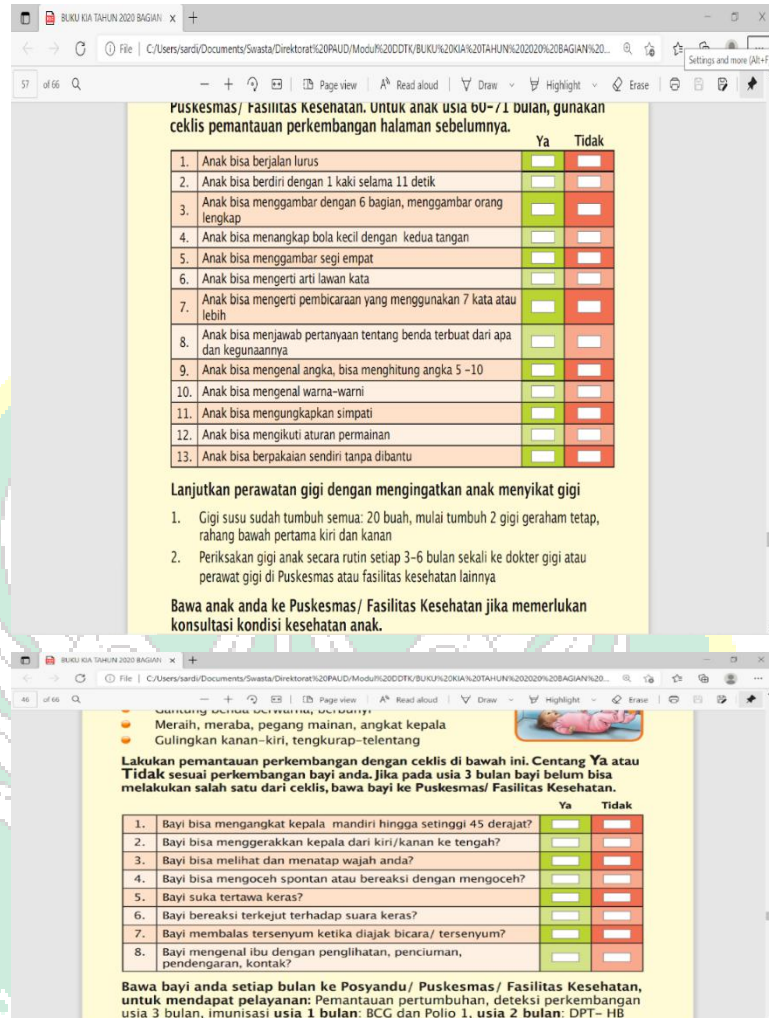 BUKU KIA TAHUN 2020 BAGIAN
File C:/Users/sardi/Documents/Swasta/Direktorat%20PAUD/Modul%20DDTK/BUKU%20KIA%20TAHUN%202020%20BAGIAN%20...
Settings and more (Alt+F
57 of 66 Page view Read aloud Draw Highlight Erase
Puskesmas/ Fasilitas Kesehatan. Untuk anak usia 60-71 bulan, gunakan
ceklis pemantauan perkembangan halaman sebelumnya.
Ya Tidak
1. Anak bisa berjalan lurus
2. Anak bisa berdiri dengan 1 kaki selama 11 detik
3. Anak bisa menggambar dengan 6 bagian, menggambar orang
lengkap
4. Anak bisa menangkap bola kecil dengan kedua tangan
5. Anak bisa menggambar segi empat
6. Anak bisa mengerti arti lawan kata
7. Anak bisa mengerti pembicaraan yang menggunakan 7 kata atau
lebih
8. Anak bisa menjawab pertanyaan tentang benda terbuat dari apa
dan kegunaannya
9. Anak bisa mengenal angka, bisa menghitung angka 5 -10
10. Anak bisa mengenal warna-warni
11. Anak bisa mengungkapkan simpati
12. Anak bisa mengikuti aturan permainan
13. Anak bisa berpakaian sendiri tanpa dibantu
Lanjutkan perawatan gigi dengan mengingatkan anak menyikat gigi
1. Gigi susu sudah tumbuh semua: 20 buah, mulai tumbuh 2 gigi geraham tetap,
rahang bawah pertama kiri dan kanan
2. Periksakan gigi anak secara rutin setiap 3-6 bulan sekali ke dokter gigi atau
perawat gigi di Puskesmas atau fasilitas kesehatan lainnya
Bawa anak anda ke Puskesmas/ Fasilitas Kesehatan jika memerlukan
konsultasi kondisi kesehatan anak.
BUKU KIA TAHUN 2020 BAGIAN
File C:/Users/sardi/Documents/Swasta/Direktorat%20PAUD/Modul%20DDTK/BUKU%20KIA%20TAHUN%202020%20BAGIAN%20...
46 of 66 Page view Read aloud Draw Highlight Erase
Gantung benda berwarna, berbunyi
Meraih, meraba, pegang mainan, angkat kepala
Gulingkan kanan-kiri, tengkurap-telentang
Lakukan pemantauan perkembangan dengan ceklis di bawah ini. Centang Ya atau
Tidak sesuai perkembangan bayi anda. Jika pada usia 3 bulan bayi belum bisa
melakukan salah satu dari ceklis, bawa bayi ke Puskesmas/ Fasilitas Kesehatan.
Ya Tidak
1. Bayi bisa mengangkat kepala mandiri hingga setinggi 45 derajat?
2. Bayi bisa menggerakkan kepala dari kiri/kanan ke tengah?
3. Bayi bisa melihat dan menatap wajah anda?
4. Bayi bisa mengoceh spontan atau bereaksi dengan mengoceh?
5. Bayi suka tertawa keras?
6. Bayi bereaksi terkejut terhadap suara keras?
7. Bayi membalas tersenyum ketika diajak bicara/ tersenyum?
8. Bayi mengenal ibu dengan penglihatan, penciuman,
pendengaran, kontak?
Bawa bayi anda setiap bulan ke Posyandu/ Puskesmas/ Fasilitas Kesehatan,
untuk mendapat pelayanan: Pemantauan pertumbuhan, deteksi perkembangan
usia 3 bulan, imunisasi usia 1 bulan: BCG dan Polio 1, usia 2 bulan: DPT- HB